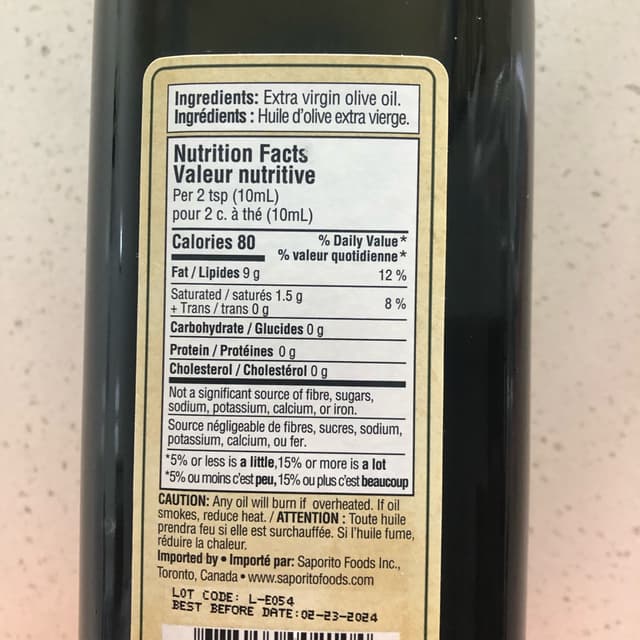 Ingredients: Extra virgin olive oil.
Ingrédients : Huile d'olive extra vierge.
Nutrition Facts
Valeur nutritive
Per 2 tsp (10mL)
pour 2 c. à thé (10mL)
Calories 80 % Daily Value*
% valeur quotidienne*
Fat / Lipides 9 g 12 %
Saturated / saturés 1.5 g 8 %
+ Trans / trans 0 g
Carbohydrate / Glucides 0 g
Protein / Protéines 0 g
Cholesterol / Cholestérol 0 g
Not a significant source of fibre, sugars,
sodium, potassium, calcium, or iron.
Source négligeable de fibres, sucres, sodium,
potassium, calcium, ou fer.
*5% or less is a little,15% or more is a lot
*5% ou moins c'est peu, 15% ou plus c'est beaucoup
CAUTION: Any oil will burn if overheated. If oil
smokes, reduce heat. / ATTENTION : Toute huile
prendra feu si elle est surchauffée. Si l'huile fume,
réduire la chaleur.
Imported by • Importé par: Saporito Foods Inc.,
Toronto, Canada • www.saporitofoods.com
LOT CODE: L-E054
BEST BEFORE DATE:02-23-2024